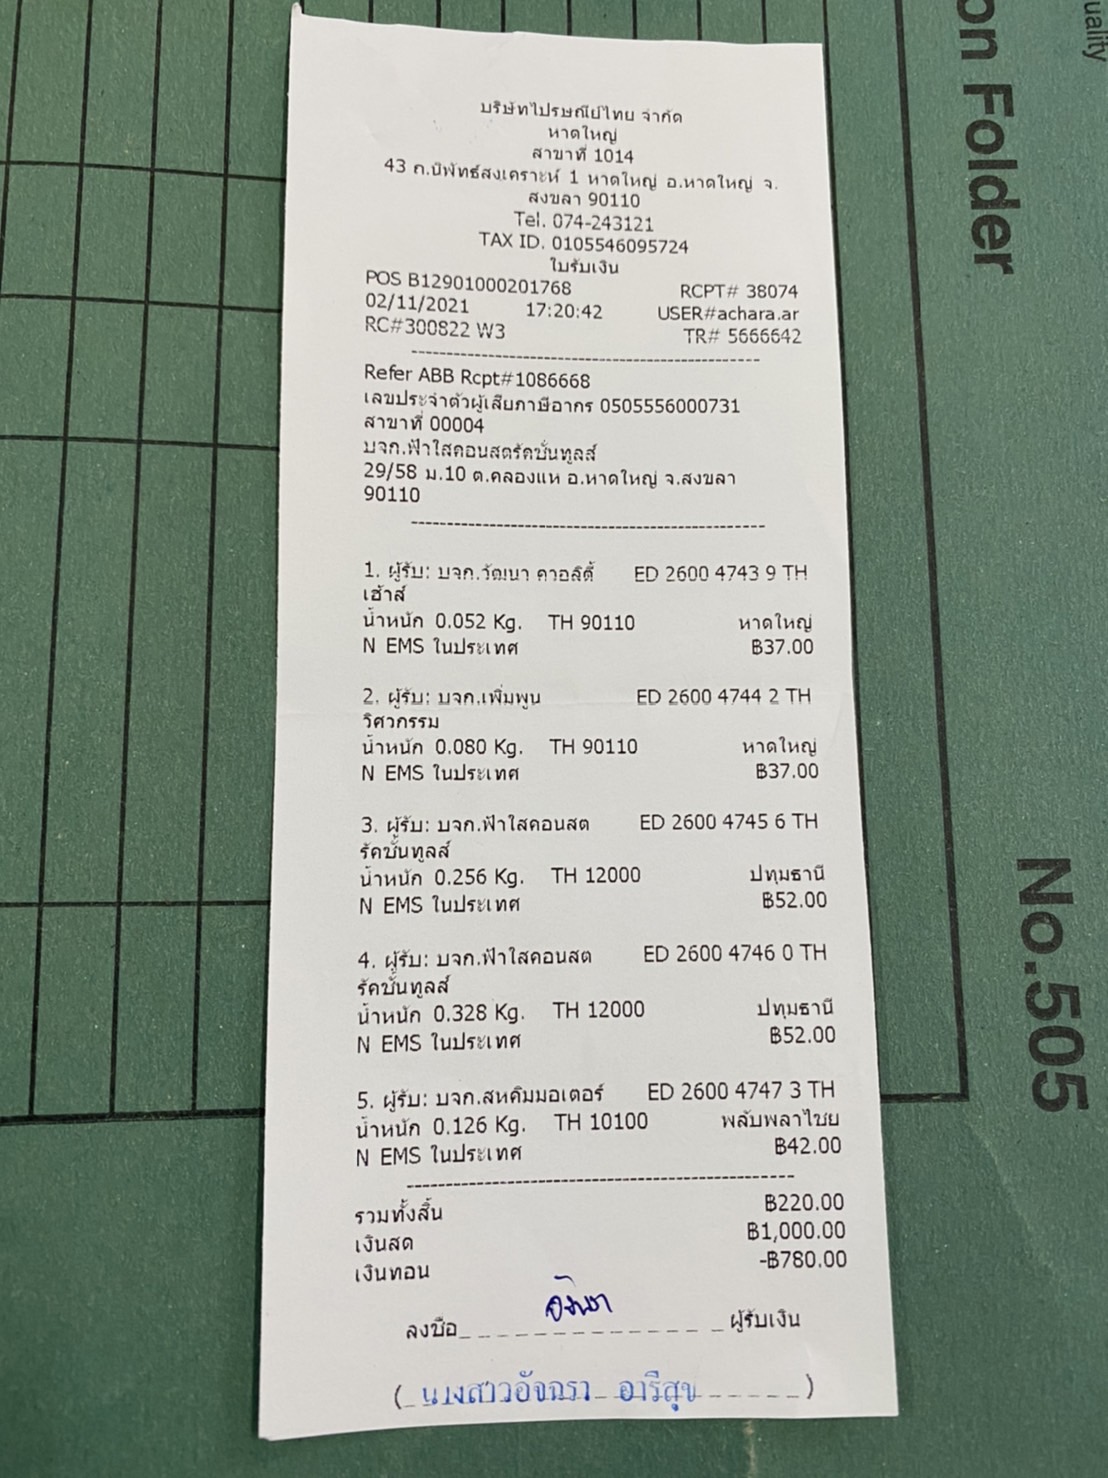 บริษัทไปรษณีย์ไทย จำกัด
หาดใหญ่
สาขาที่ 1014
43 ถ.นิพัทธ์สงเคราะห์ 1 หาดใหญ่ อ.หาดใหญ่ จ.
สงขลา 90110
Tel. 074-243121
TAX ID. 0105546095724
ใบรับเงิน
POS B12901000201768 RCPT# 38074
02/11/2021 17:20:42 USER#achara.ar
RC#300822 W3 TR# 5666642
Refer ABB Rcpt#1086668
เลขประจำตัวผู้เสียภาษีอากร 0505556000731
สาขาที่ 00004
บจก.ฟ้าใสคอนสตรัคชั่นทูลส์
29/58 ม.10 ต.คลองแห อ.หาดใหญ่ จ.สงขลา
90110
1. ผู้รับ: บจก.วัฒนา ควอลิตี้ ED 2600 4743 9 TH
เฮ้าส์
น้ำหนัก 0.052 Kg. TH 90110 หาดใหญ่
N EMS ในประเทศ ฿37.00
2. ผู้รับ: บจก.เพิ่มพูน ED 2600 4744 2 TH
วิศวกรรม
น้ำหนัก 0.080 Kg. TH 90110 หาดใหญ่
N EMS ในประเทศ ฿37.00
3. ผู้รับ: บจก.ฟ้าใสคอนสต ED 2600 4745 6 TH
รัคชั้นทูลส์
น้ำหนัก 0.256 Kg. TH 12000 ปทุมธานี
N EMS ในประเทศ ฿52.00
4. ผู้รับ: บจก.ฟ้าใสคอนสต ED 2600 4746 0 TH
รัคชั้นทูลส์
น้ำหนัก 0.328 Kg. TH 12000 ปทุมธานี
N EMS ในประเทศ ฿52.00
5. ผู้รับ: บจก.สหคิมมอเตอร์ ED 2600 4747 3 TH
น้ำหนัก 0.126 Kg. TH 10100 พลับพลาไชย
N EMS ในประเทศ ฿42.00
รวมทั้งสิ้น ฿220.00
เงินสด ฿1,000.00
เงินทอน -฿780.00
ลงชื่อ ผู้รับเงิน
(นางสาวอัจฉรา อารีสุข)
on Folder
uality
No.505